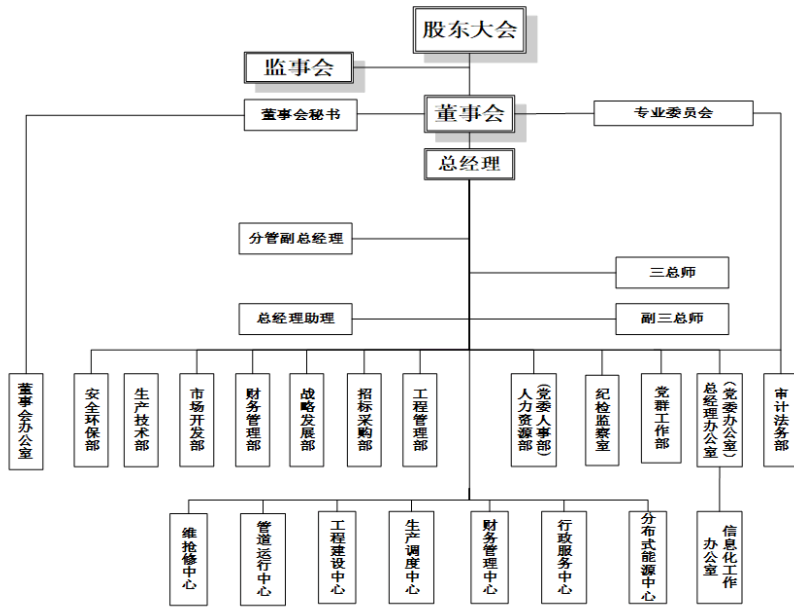 股东大会
监事会
董事会秘书
董事会
专业委员会
总经理
分管副总经理
三总师
总经理助理
副三总师
董事会办公室
安全环保部
生产技术部
市场开发部
财务管理部
战略发展部
招标采购部
工程管理部
人力资源部
（党委人事部）
纪检监察室
党群工作部
总经理办公室
（党委办公室）
审计法务部
维抢修中心
管道运行中心
工程建设中心
生产调度中心
财务管理中心
行政服务中心
分布式能源中心
信息化工作
办公室